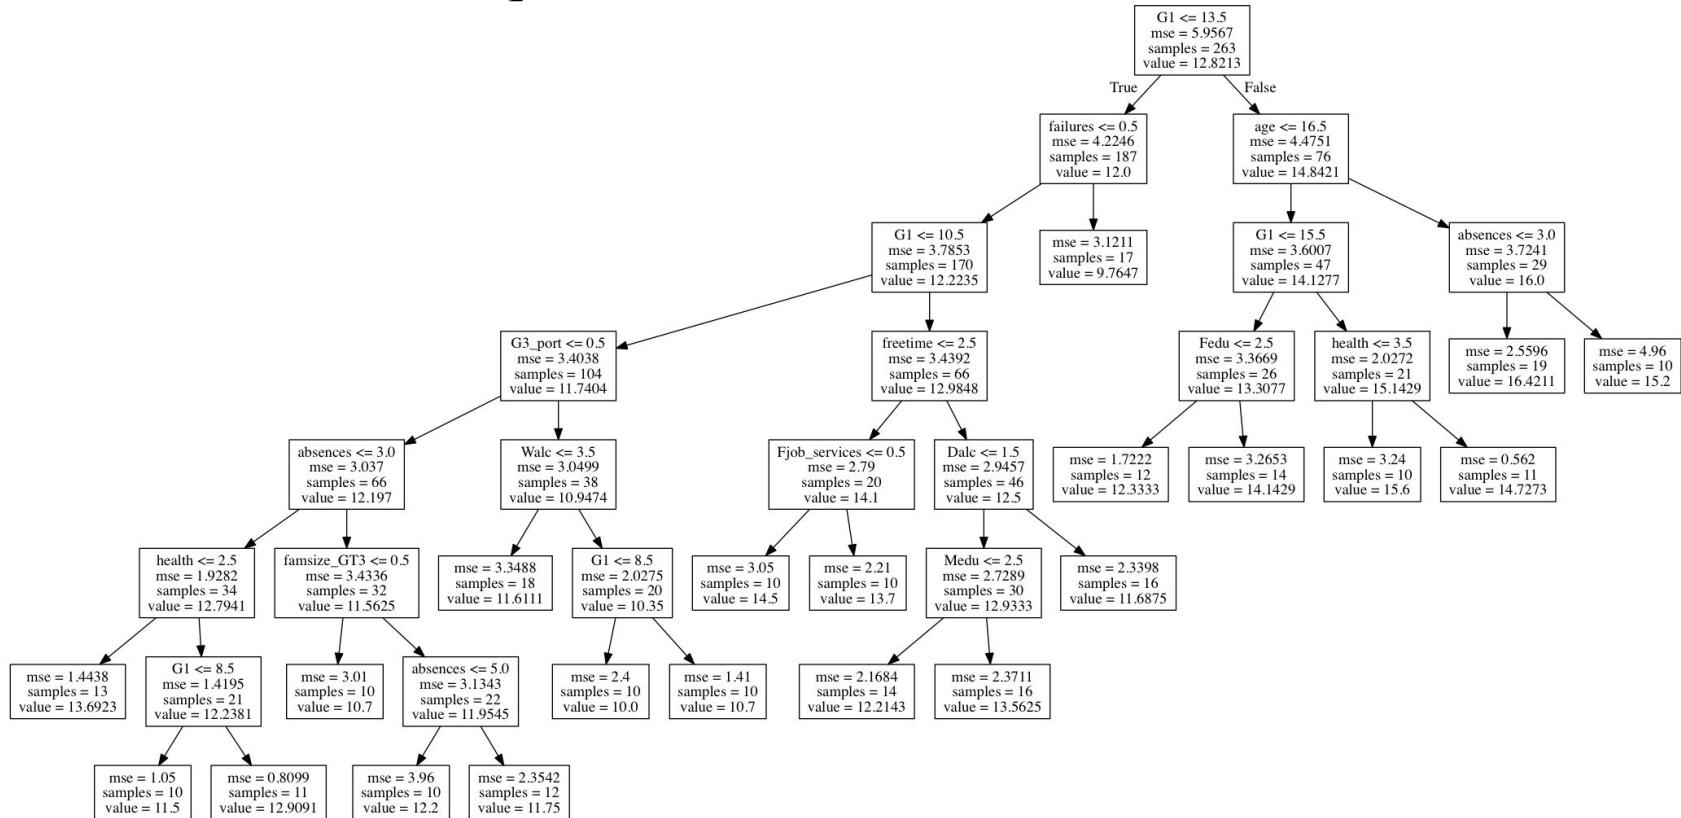 G1 <= 13.5
mse = 5.9567
samples = 263
value = 12.8213
True
False
failures <= 0.5
mse = 4.2246
samples = 187
value = 12.0
age <= 16.5
mse = 4.4751
samples = 76
value = 14.8421
G1 <= 10.5
mse = 3.7853
samples = 170
value = 12.2235
mse = 3.1211
samples = 17
value = 9.7647
G1 <= 15.5
mse = 3.6007
samples = 47
value = 14.1277
absences <= 3.0
mse = 3.7241
samples = 29
value = 16.0
G3_port <= 0.5
mse = 3.4038
samples = 104
value = 11.7404
freetime <= 2.5
mse = 3.4392
samples = 66
value = 12.9848
Fedu <= 2.5
mse = 3.3669
samples = 26
value = 13.3077
health <= 3.5
mse = 2.0272
samples = 21
value = 15.1429
mse = 2.5596
samples = 19
value = 16.4211
mse = 4.96
samples = 10
value = 15.2
absences <= 3.0
mse = 3.037
samples = 66
value = 12.197
Walc <= 3.5
mse = 3.0499
samples = 38
value = 10.9474
Fjob_services <= 0.5
mse = 2.79
samples = 20
value = 14.1
Dalc <= 1.5
mse = 2.9457
samples = 46
value = 12.5
mse = 1.7222
samples = 12
value = 12.3333
mse = 3.2653
samples = 14
value = 14.1429
mse = 3.24
samples = 10
value = 15.6
mse = 0.562
samples = 11
value = 14.7273
health <= 2.5
mse = 1.9282
samples = 34
value = 12.7941
famsize_GT3 <= 0.5
mse = 3.4336
samples = 32
value = 11.5625
mse = 3.3488
samples = 18
value = 11.6111
G1 <= 8.5
mse = 2.0275
samples = 20
value = 10.35
mse = 3.05
samples = 10
value = 14.5
mse = 2.21
samples = 10
value = 13.7
Medu <= 2.5
mse = 2.7289
samples = 30
value = 12.9333
mse = 2.3398
samples = 16
value = 11.6875
mse = 1.4438
samples = 13
value = 13.6923
G1 <= 8.5
mse = 1.4195
samples = 21
value = 12.2381
mse = 3.01
samples = 10
value = 10.7
absences <= 5.0
mse = 3.1343
samples = 22
value = 11.9545
mse = 2.4
samples = 10
value = 10.0
mse = 1.41
samples = 10
value = 10.7
mse = 2.1684
samples = 14
value = 12.2143
mse = 2.3711
samples = 16
value = 13.5625
mse = 1.05
samples = 10
value = 11.5
mse = 0.8099
samples = 11
value = 12.9091
mse = 3.96
samples = 10
value = 12.2
mse = 2.3542
samples = 12
value = 11.75